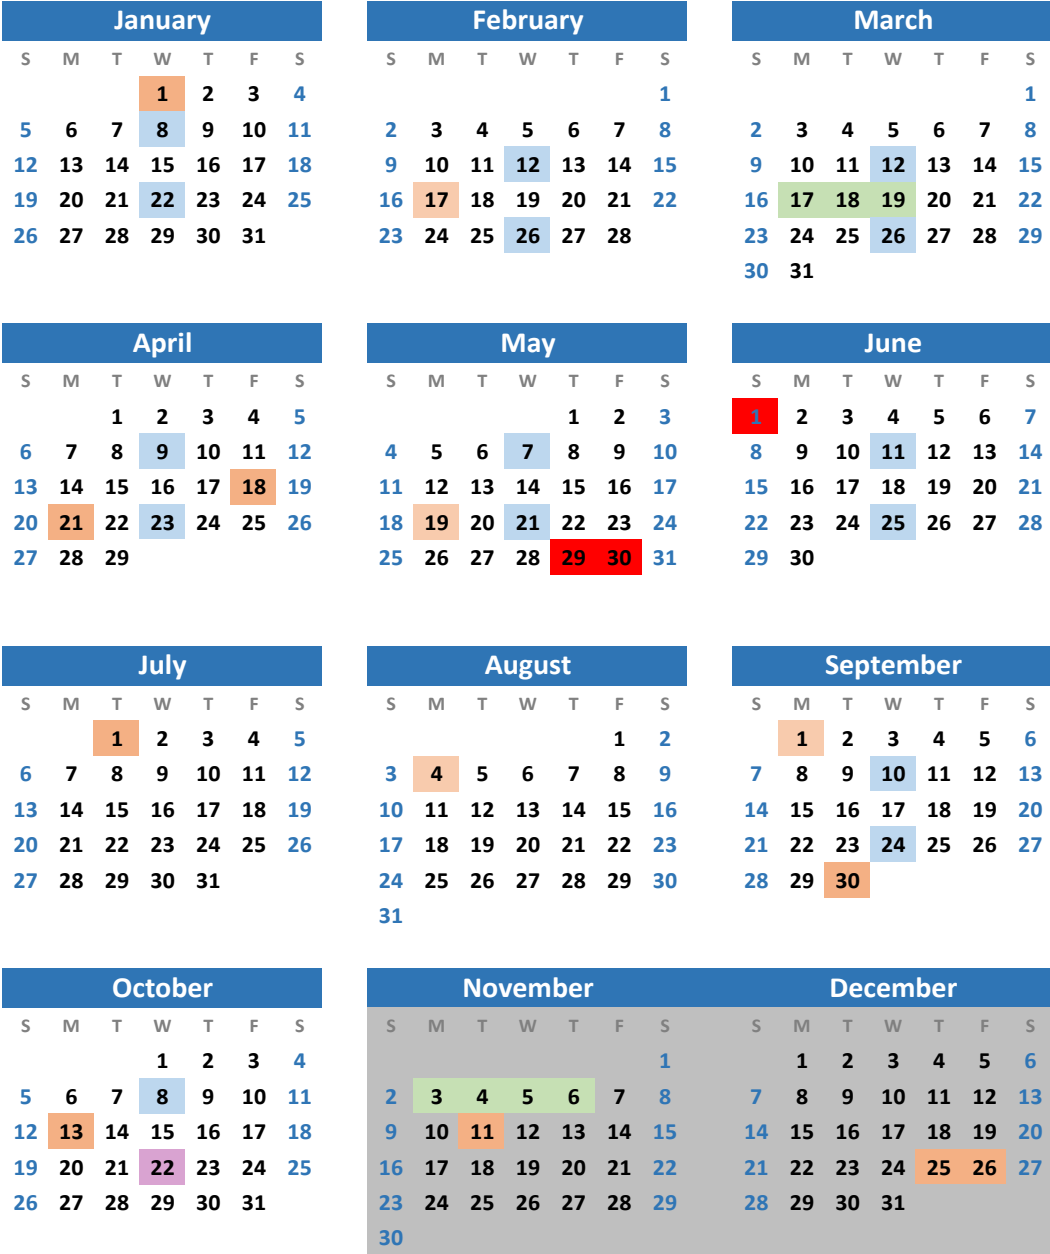 January February March
S M T W T F S S M T W T F S S M T W T F S
1 2 3 4 1 1
5 6 7 8 9 10 11 2 3 4 5 6 7 8 2 3 4 5 6 7 8
12 13 14 15 16 17 18 9 10 11 12 13 14 15 9 10 11 12 13 14 15
19 20 21 22 23 24 25 16 17 18 19 20 21 22 16 17 18 19 20 21 22
26 27 28 29 30 31 23 24 25 26 27 28 23 24 25 26 27 28 29
30 31
April May June
S M T W T F S S M T W T F S S M T W T F S
1 2 3 4 5 1 2 3 1 2 3 4 5 6 7
6 7 8 9 10 11 12 4 5 6 7 8 9 10 8 9 10 11 12 13 14
13 14 15 16 17 18 19 11 12 13 14 15 16 17 15 16 17 18 19 20 21
20 21 22 23 24 25 26 18 19 20 21 22 23 24 22 23 24 25 26 27 28
27 28 29 25 26 27 28 29 30 31 29 30
July August September
S M T W T F S S M T W T F S S M T W T F S
1 2 3 4 5 1 2 1 2 3 4 5 6
6 7 8 9 10 11 12 3 4 5 6 7 8 9 7 8 9 10 11 12 13
13 14 15 16 17 18 19 10 11 12 13 14 15 16 14 15 16 17 18 19 20
20 21 22 23 24 25 26 17 18 19 20 21 22 23 21 22 23 24 25 26 27
27 28 29 30 31 24 25 26 27 28 29 30 28 29 30
31
October November December
S M T W T F S S M T W T F S S M T W T F S
1 2 3 4 1 1 2 3 4 5 6
5 6 7 8 9 10 11 2 3 4 5 6 7 8 7 8 9 10 11 12 13
12 13 14 15 16 17 18 9 10 11 12 13 14 15 14 15 16 17 18 19 20
19 20 21 22 23 24 25 16 17 18 19 20 21 22 21 22 23 24 25 26 27
26 27 28 29 30 31 23 24 25 26 27 28 29 28 29 30 31
30